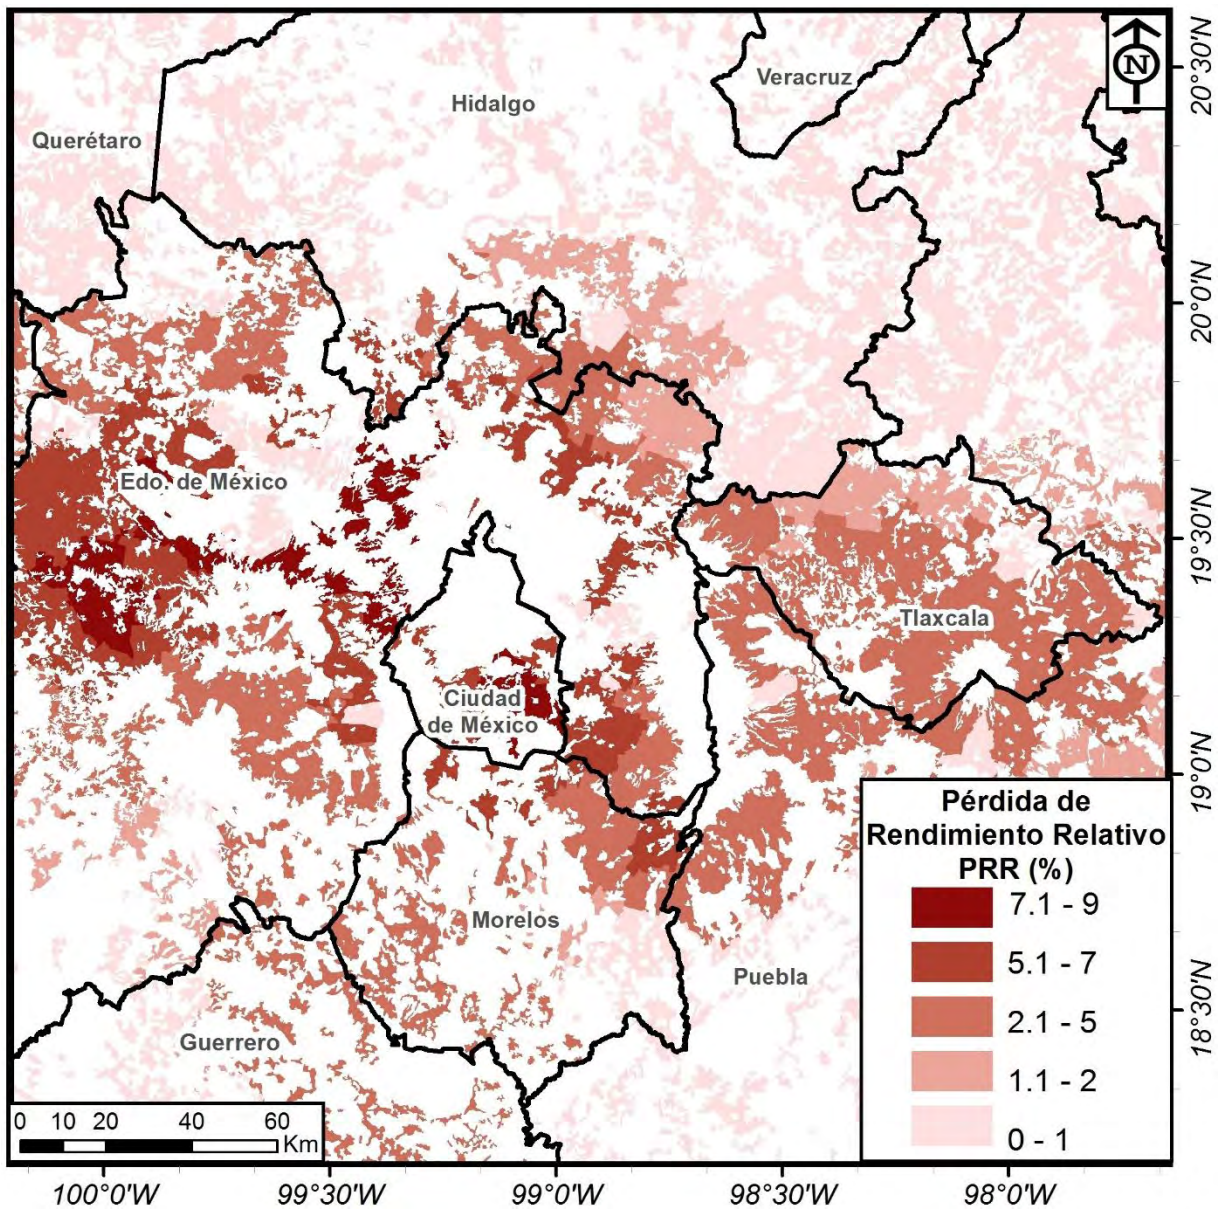 N
Veracruz
Hidalgo
Querétaro
Edo. de México
Tlaxcala
Ciudad
de México
Morelos
Puebla
Guerrero
Pérdida de
Rendimiento Relativo
PRR (%)
7.1 - 9
5.1 - 7
2.1 - 5
1.1 - 2
0 - 1
0 10 20 40 60
Km
20°30'N
20°0'N
19°30'N
19°0'N
18°30'N
100°0'W 99°30'W 99°0'W 98°30'W 98°0'W